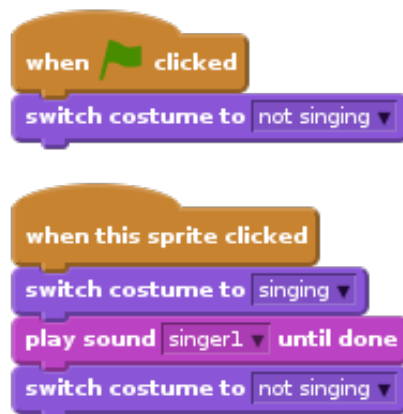 when clicked
switch costume to not singing
when this sprite clicked
switch costume to singing
play sound singer1 until done
switch costume to not singing